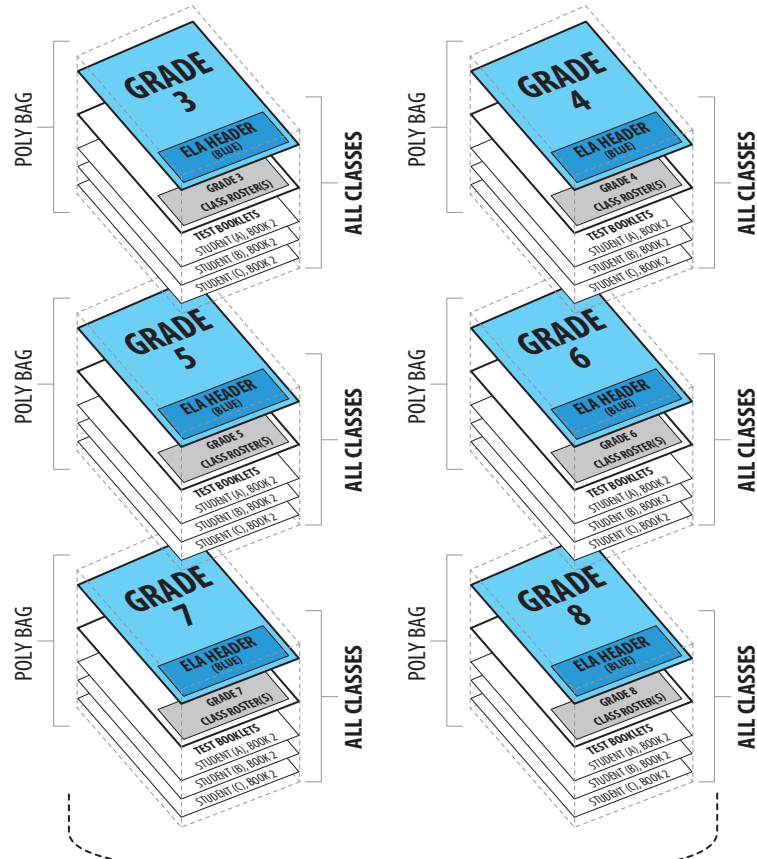 POLY BAG
GRADE
3
ELA HEADER
(BLUE)
GRADE 3
CLASS ROSTER(S)
TEST BOOKLETS
STUDENT (A), BOOK 2
STUDENT (B), BOOK 2
STUDENT (C), BOOK 2
ALL CLASSES
POLY BAG
GRADE
4
ELA HEADER
(BLUE)
GRADE 4
CLASS ROSTER(S)
TEST BOOKLETS
STUDENT (A), BOOK 2
STUDENT (B), BOOK 2
STUDENT (C), BOOK 2
ALL CLASSES
POLY BAG
GRADE
5
ELA HEADER
(BLUE)
GRADE 5
CLASS ROSTER(S)
TEST BOOKLETS
STUDENT (A), BOOK 2
STUDENT (B), BOOK 2
STUDENT (C), BOOK 2
ALL CLASSES
POLY BAG
GRADE
6
ELA HEADER
(BLUE)
GRADE 6
CLASS ROSTER(S)
TEST BOOKLETS
STUDENT (A), BOOK 2
STUDENT (B), BOOK 2
STUDENT (C), BOOK 2
ALL CLASSES
POLY BAG
GRADE
7
ELA HEADER
(BLUE)
GRADE 7
CLASS ROSTER(S)
TEST BOOKLETS
STUDENT (A), BOOK 2
STUDENT (B), BOOK 2
STUDENT (C), BOOK 2
ALL CLASSES
POLY BAG
GRADE
8
ELA HEADER
(BLUE)
GRADE 8
CLASS ROSTER(S)
TEST BOOKLETS
STUDENT (A), BOOK 2
STUDENT (B), BOOK 2
STUDENT (C), BOOK 2
ALL CLASSES